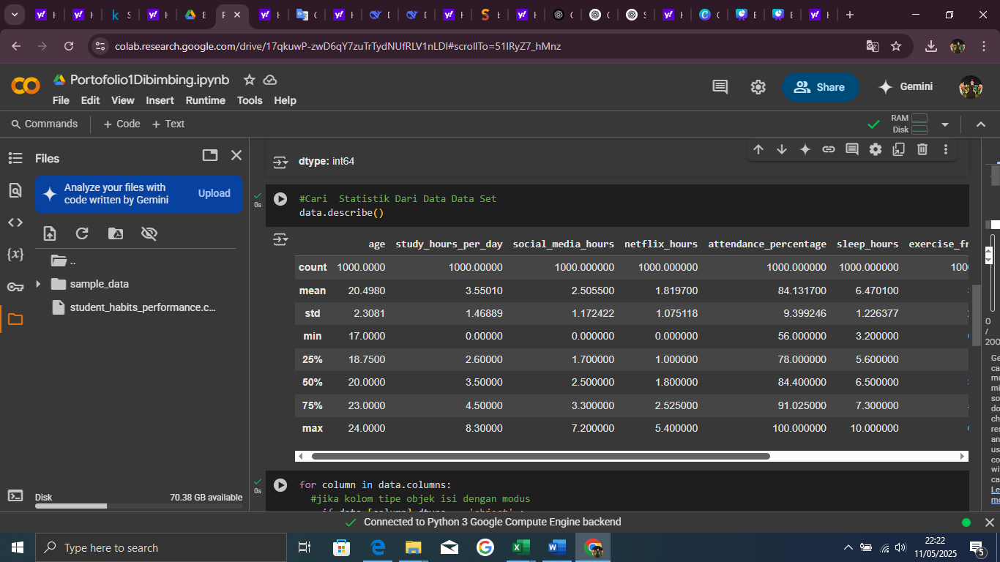 colab.research.google.com/drive/17qkuwP-zwD6qY7zuTrTydNUfRLV1nLDl#scrollTo=51lRyZ7_hMnz
Portofolio1Dibimbing.ipynb
File Edit View Insert Runtime Tools Help
Share
Gemini
Commands + Code + Text
RAM
Disk
Files
Analyze your files with
code written by Gemini
Upload
..
sample_data
student_habits_performance.c...
Disk 70.38 GB available
dtype: int64
0s
#Cari Statistik Dari Data Data Set
data.describe()
age study_hours_per_day social_media_hours netflix_hours attendance_percentage sleep_hours exercise_fr
count 1000.0000 1000.00000 1000.000000 1000.000000 1000.000000 1000.000000 100
mean 20.4980 3.55010 2.505500 1.819700 84.131700 6.470100
std 2.3081 1.46889 1.172422 1.075118 9.399246 1.226377
min 17.0000 0.00000 0.000000 0.000000 56.000000 3.200000
25% 18.7500 2.60000 1.700000 1.000000 78.000000 5.600000
50% 20.0000 3.50000 2.500000 1.800000 84.400000 6.500000
75% 23.0000 4.50000 3.300000 2.525000 91.025000 7.300000
max 24.0000 8.30000 7.200000 5.400000 100.000000 10.000000
0s
for column in data.columns:
#jika kolom tipe objek isi dengan modus
0
/
200
Connected to Python 3 Google Compute Engine backend
Type here to search
22:22
11/05/2025
5